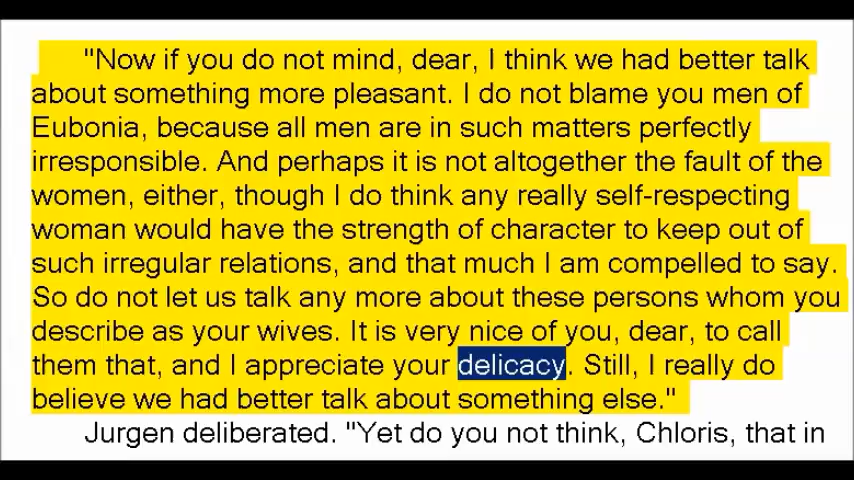 "Now if you do not mind, dear, I think we had better talk
about something more pleasant. I do not blame you men of
Eubonia, because all men are in such matters perfectly
irresponsible. And perhaps it is not altogether the fault of the
women, either, though I do think any really self-respecting
woman would have the strength of character to keep out of
such irregular relations, and that much I am compelled to say.
So do not let us talk any more about these persons whom you
describe as your wives. It is very nice of you, dear, to call
them that, and I appreciate your delicacy. Still, I really do
believe we had better talk about something else."
Jurgen deliberated. "Yet do you not think, Chloris, that in